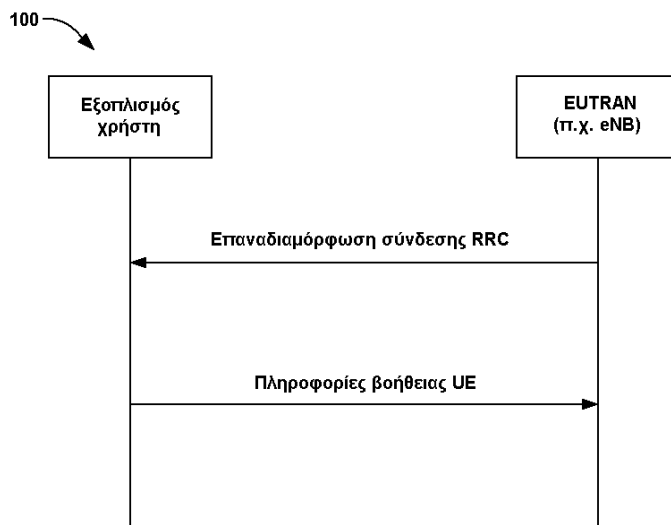 100
Εξοπλισμός
χρήστη
EUTRAN
(π.χ. eNB)
Επαναδιαμόρφωση σύνδεσης RRC
Πληροφορίες βοήθειας UE